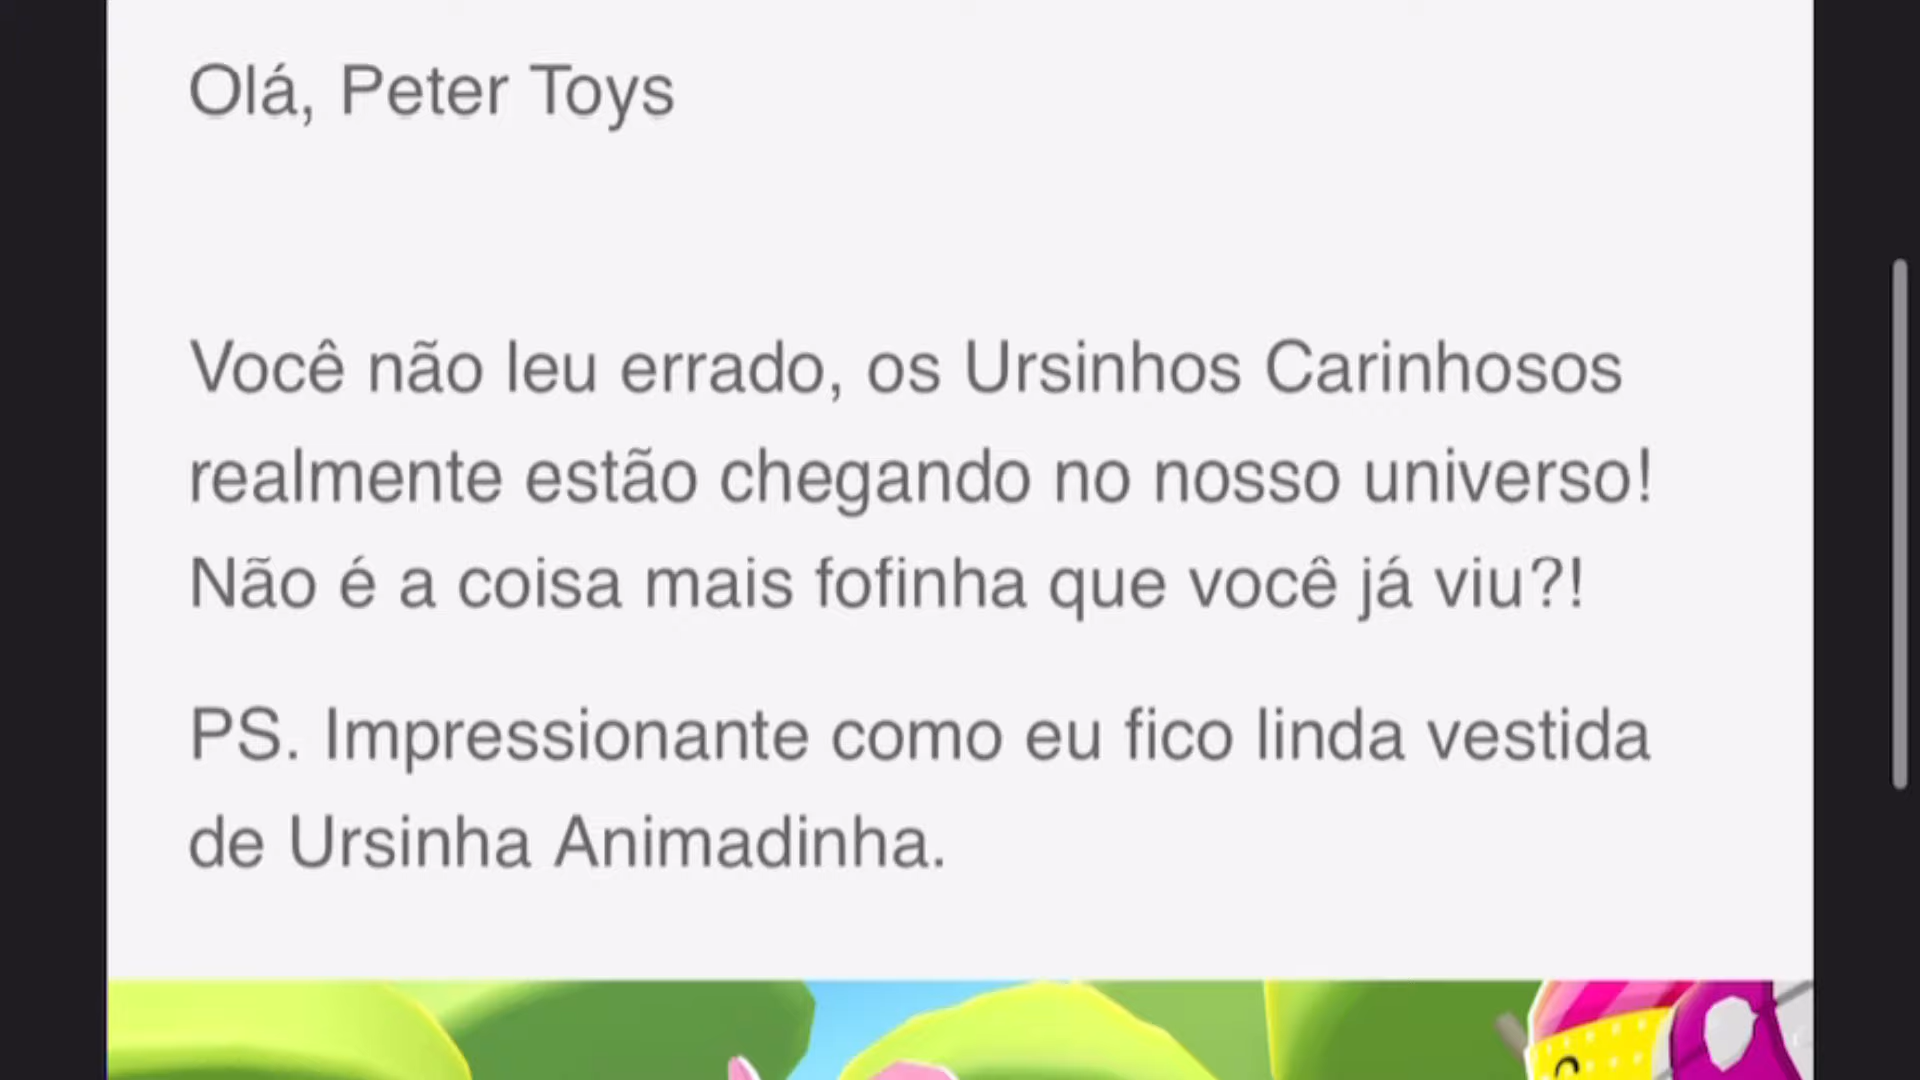 Olá, Peter Toys
Você não leu errado, os Ursinhos Carinhosos
realmente estão chegando no nosso universo!
Não é a coisa mais fofinha que você já viu?!
PS. Impressionante como eu fico linda vestida
de Ursinha Animadinha.